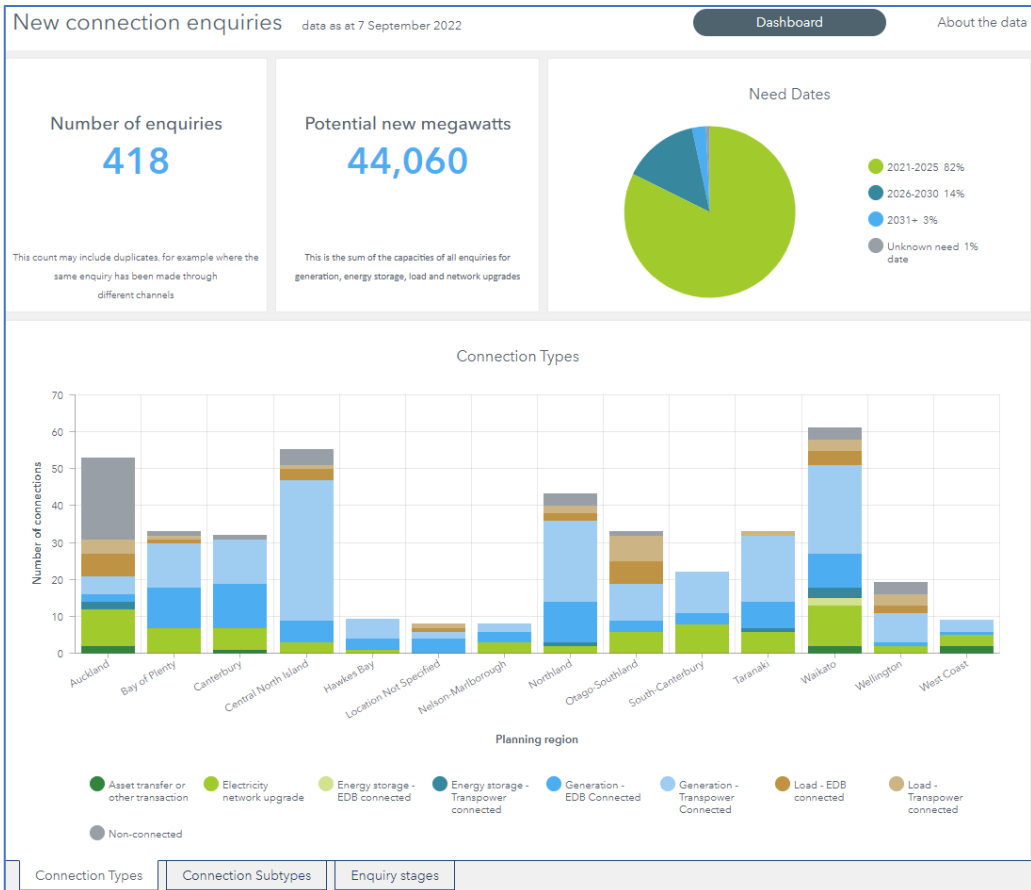 New connection enquiries data as at 7 September 2022
Dashboard
About the data
Number of enquiries
418
This count may include duplicates, for example where the
same enquiry has been made through
different channels
Potential new megawatts
44,060
This is the sum of the capacities of all enquiries for
generation, energy storage, load and network upgrades
Need Dates
2021-2025 82%
2026-2030 14%
2031+ 3%
Unknown need 1%
date
Connection Types
Number of connections
70
60
50
40
30
20
10
0
Auckland
Bay of Plenty
Canterbury
Central North Island
Hawkes Bay
Location Not Specified
Nelson-Marlborough
Northland
Otago-Southland
South-Canterbury
Taranaki
Waikato
Wellington
West Coast
Planning region
Asset transfer or
other transaction
Electricity
network upgrade
Energy storage -
EDB connected
Energy storage -
Transpower
connected
Generation -
EDB Connected
Generation -
Transpower
Connected
Load - EDB
connected
Load -
Transpower
connected
Non-connected
Connection Types
Connection Subtypes
Enquiry stages